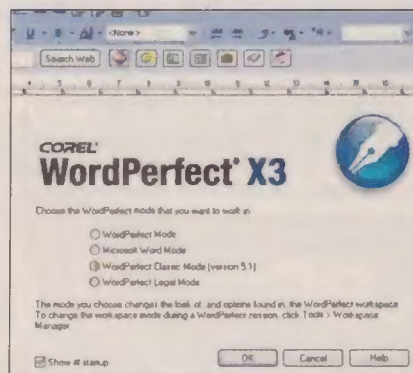 <None>
Search Web
COREL
WordPerfect X3
Choose the WordPerfect mode that you want to work in
WordPerfect Mode
Microsoft Word Mode
WordPerfect Classic Mode (version 5.1)
WordPerfect Legal Mode
The mode you choose changes the look of, and options found in, the WordPerfect workspace.
To change the workspace mode during a WordPerfect session, click Tools > Workspace
Manager
Show at startup
OK Cancel Help